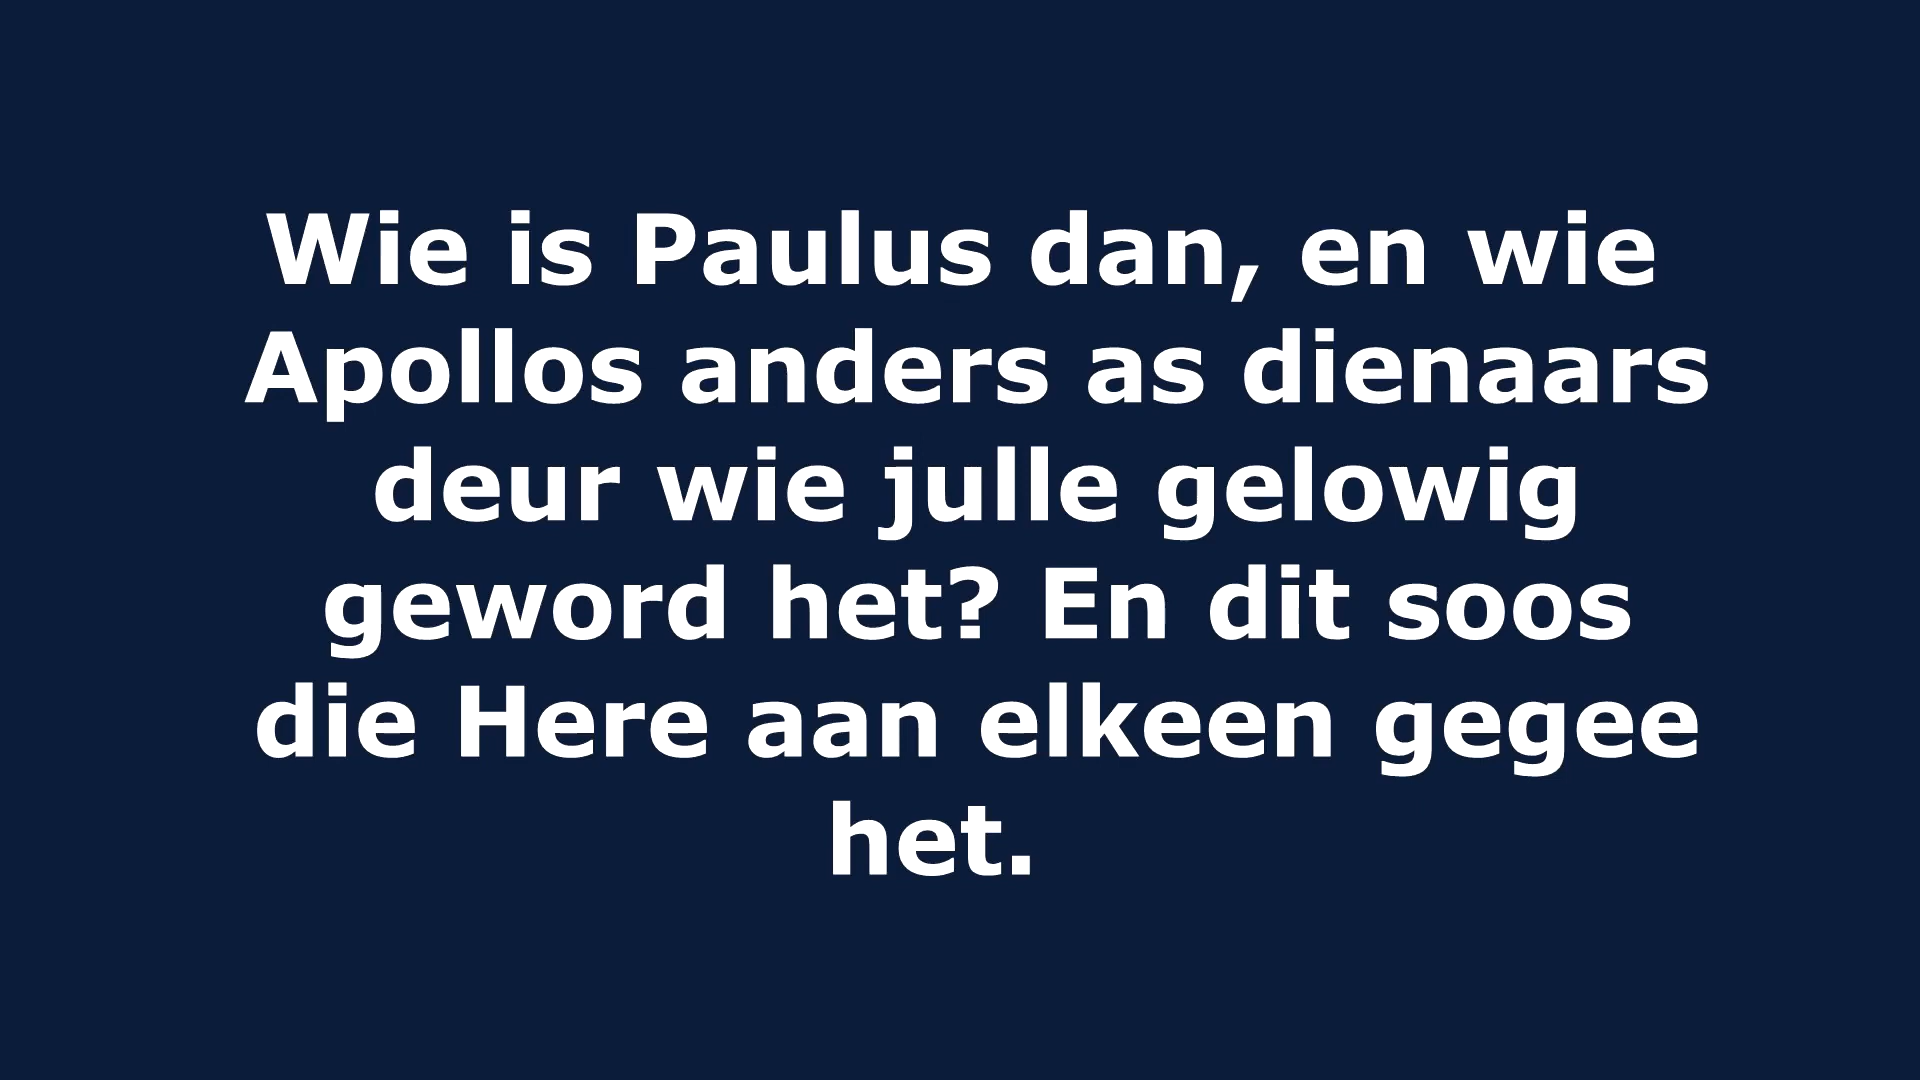 Wie is Paulus dan, en wie
Apollos anders as dienaars
deur wie julle gelowig
geword het? En dit soos
die Here aan elkeen gegee
het.